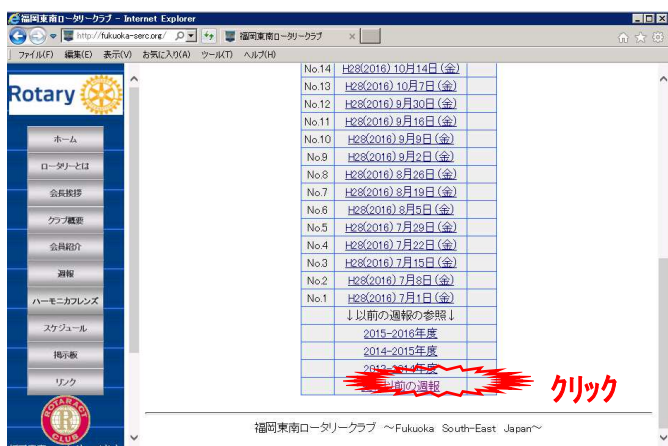 福岡東南ロータリークラブ - Internet Explorer
http://fukuoka-serc.org/
福岡東南ロータリークラブ
ファイル(F) 編集(E) 表示(V) お気に入り(A) ツール(T) ヘルプ(H)
Rotary
ホーム
ロータリーとは
会長挨拶
クラブ概要
会員紹介
週報
ハーモニカフレンズ
スケジュール
掲示板
リンク
ROTARACT
CLUB
No.14 H28(2016)10月14日(金)
No.13 H28(2016)10月7日(金)
No.12 H28(2016)9月30日(金)
No.11 H28(2016)9月16日(金)
No.10 H28(2016)9月9日(金)
No.9 H28(2016)9月2日(金)
No.8 H28(2016)8月26日(金)
No.7 H28(2016)8月19日(金)
No.6 H28(2016)8月5日(金)
No.5 H28(2016)7月29日(金)
No.4 H28(2016)7月22日(金)
No.3 H28(2016)7月15日(金)
No.2 H28(2016)7月8日(金)
No.1 H28(2016)7月1日(金)
↓以前の週報の参照↓
2015-2016年度
2014-2015年度
2013-2014年度
以前の週報
クリック
福岡東南ロータリークラブ ～Fukuoka South-East Japan～